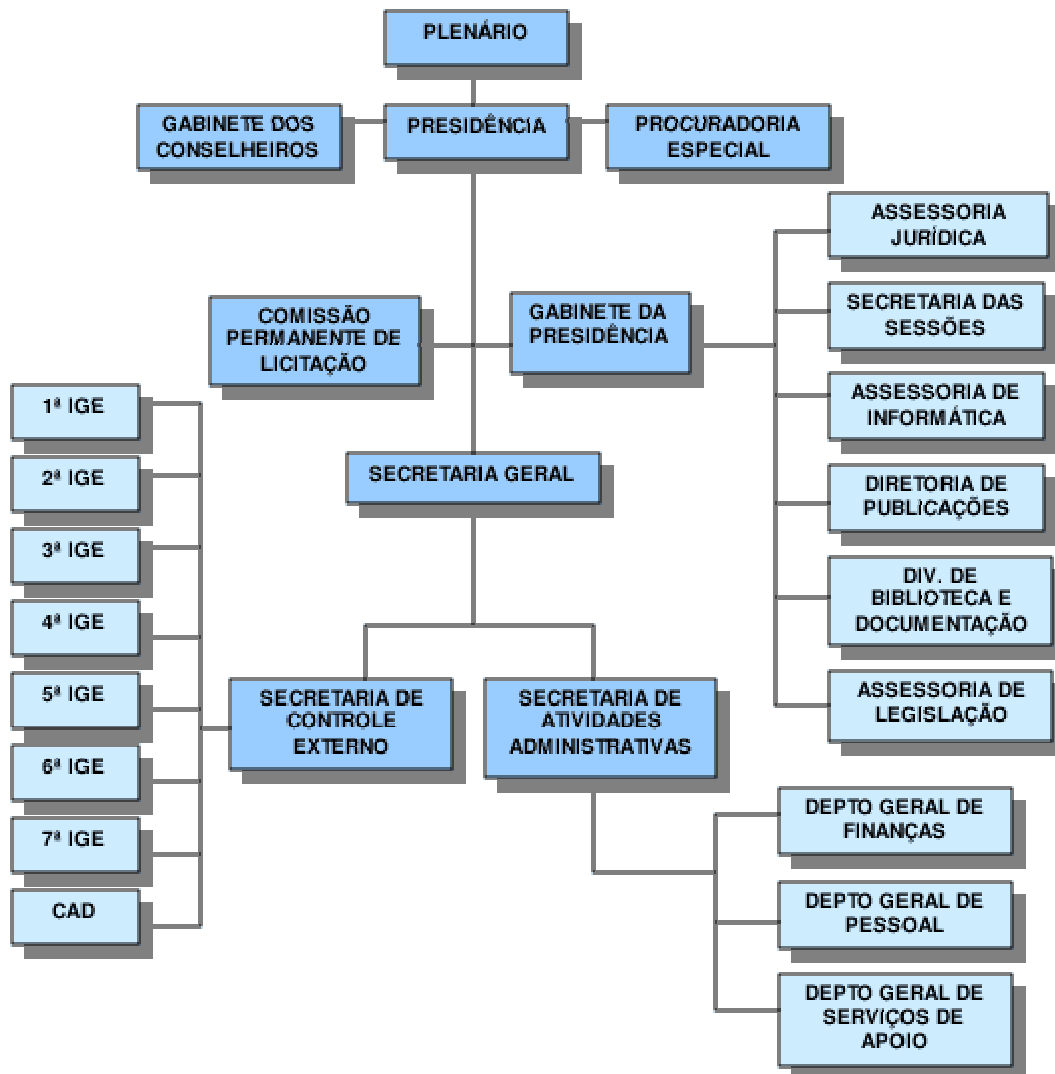 PLENÁRIO
GABINETE DOS
CONSELHEIROS
PRESIDÊNCIA
PROCURADORIA
ESPECIAL
ASSESSORIA
JURÍDICA
SECRETARIA DAS
SESSÕES
ASSESSORIA DE
INFORMÁTICA
DIRETORIA DE
PUBLICAÇÕES
DIV. DE
BIBLIOTECA E
DOCUMENTAÇÃO
ASSESSORIA DE
LEGISLAÇÃO
COMISSÃO
PERMANENTE DE
LICITAÇÃO
GABINETE DA
PRESIDÊNCIA
SECRETARIA GERAL
1ª IGE
2ª IGE
3ª IGE
4ª IGE
5ª IGE
6ª IGE
7ª IGE
CAD
SECRETARIA DE
CONTROLE
EXTERNO
SECRETARIA DE
ATIVIDADES
ADMINISTRATIVAS
DEPTO GERAL DE
FINANÇAS
DEPTO GERAL DE
PESSOAL
DEPTO GERAL DE
SERVIÇOS DE
APOIO